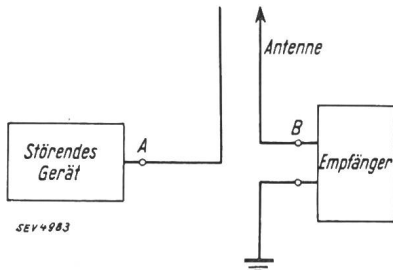 Antenne
A
B
Störendes
Gerät
Empfänger
SEV 4983